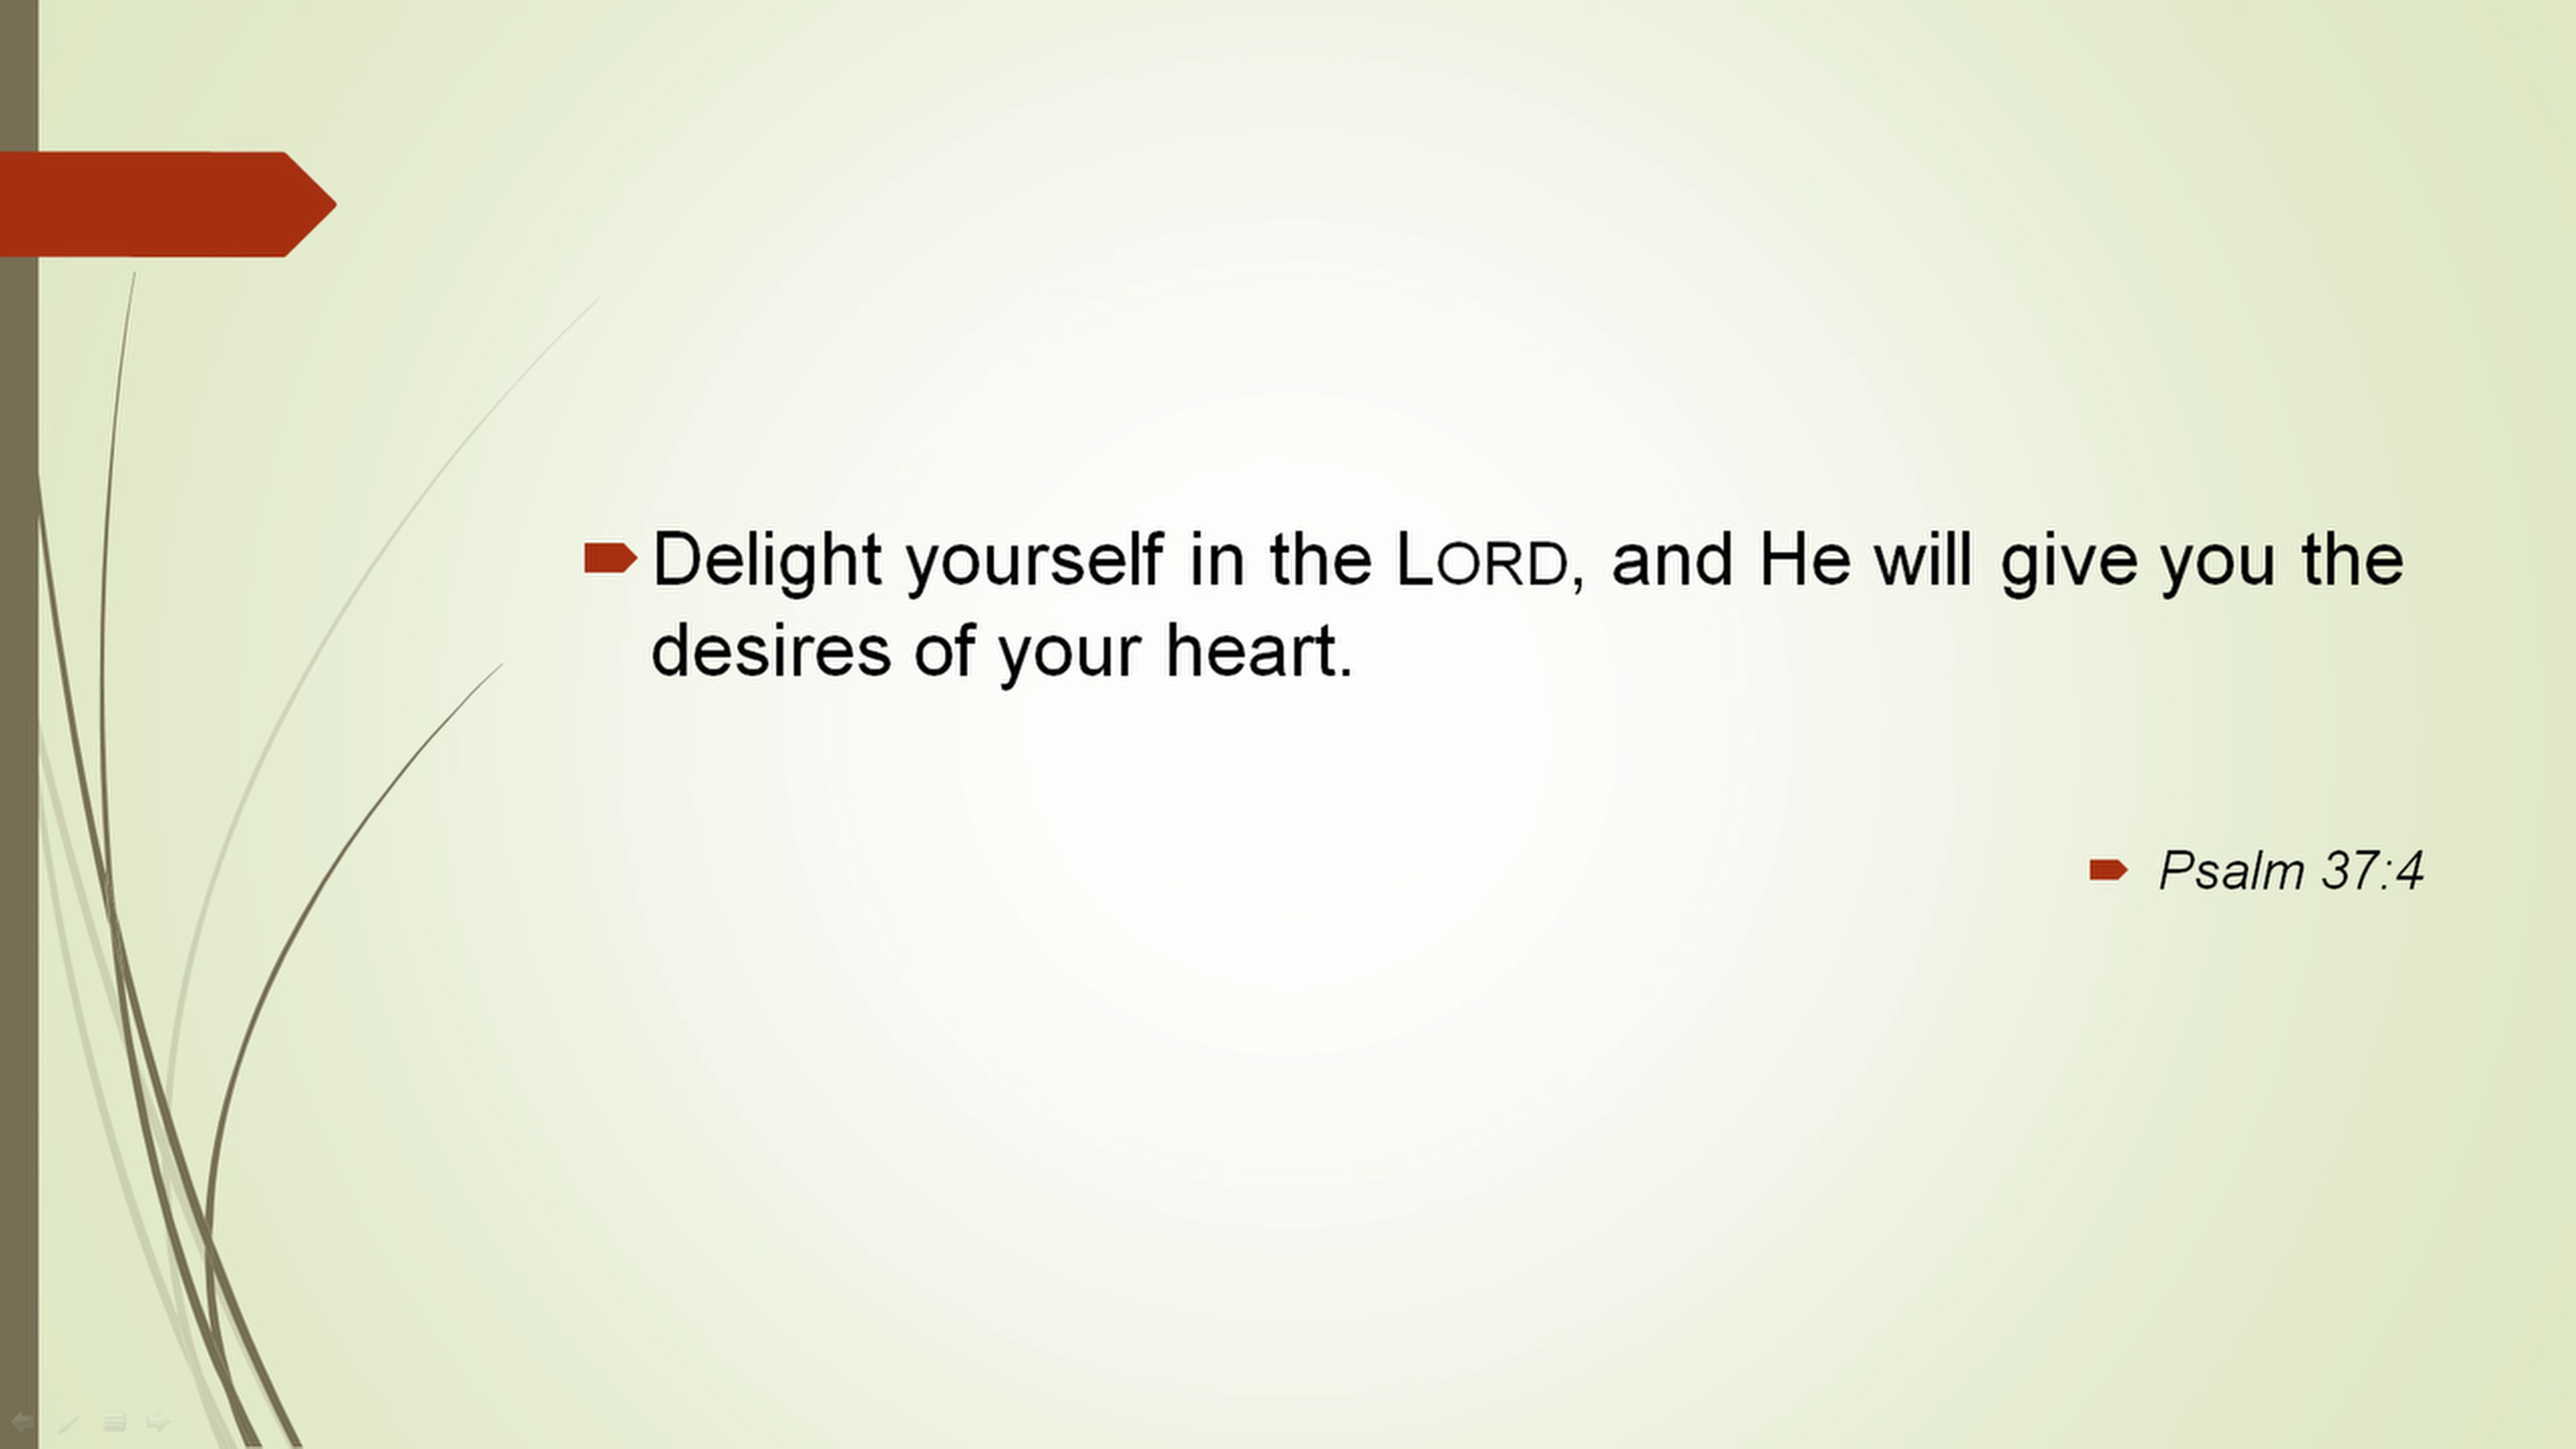 Delight yourself in the LORD, and He will give you the
desires of your heart.
Psalm 37:4